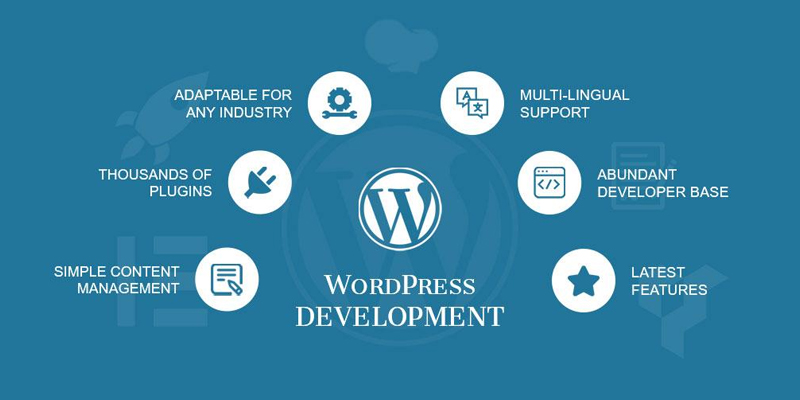 ADAPTABLE FOR
ANY INDUSTRY
MULTI-LINGUAL
SUPPORT
THOUSANDS OF
PLUGINS
ABUNDANT
DEVELOPER BASE
SIMPLE CONTENT
MANAGEMENT
LATEST
FEATURES
WORDPRESS
DEVELOPMENT